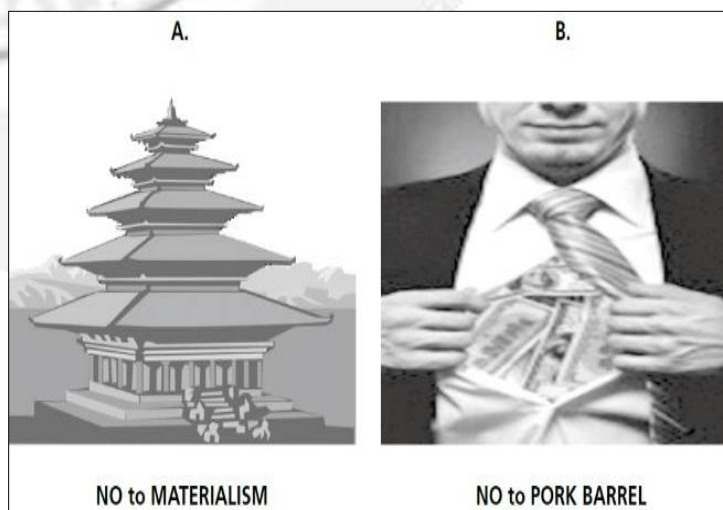 A.
B.
NO to MATERIALISM
NO to PORK BARREL